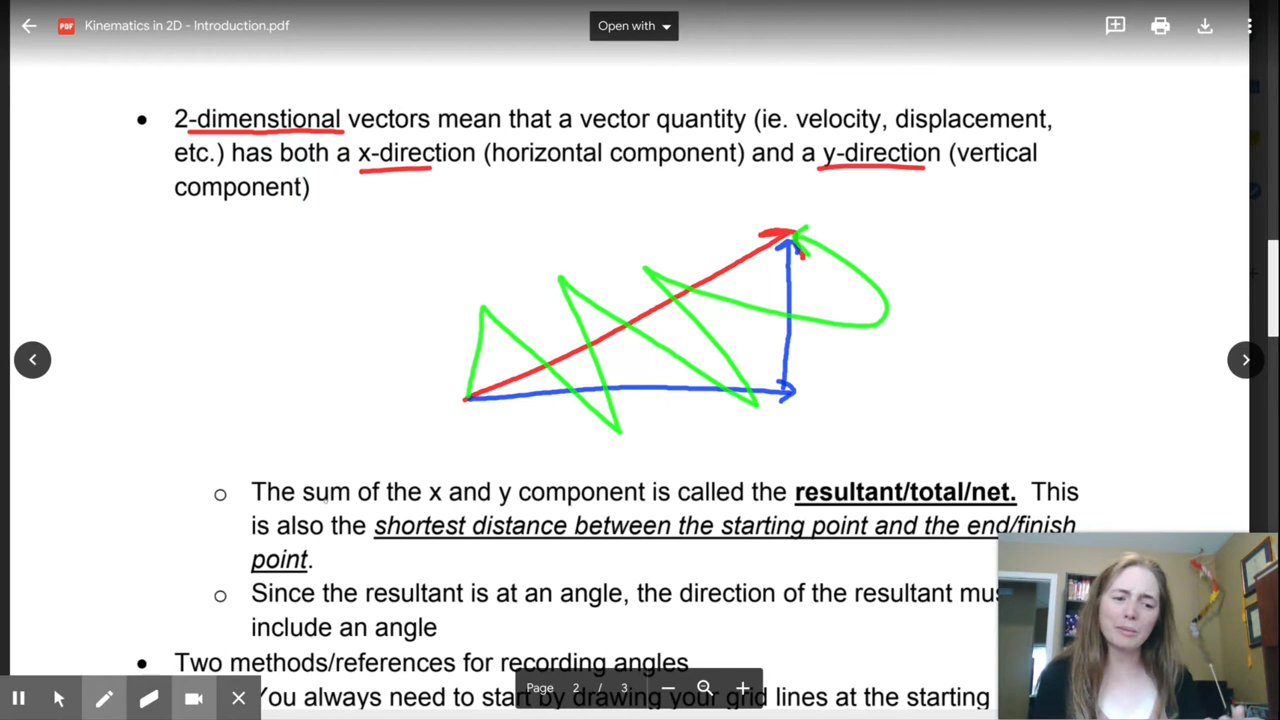 Kinematics in 2D - Introduction.pdf
Open with
2-dimenstional vectors mean that a vector quantity (ie. velocity, displacement,
etc.) has both a x-direction (horizontal component) and a y-direction (vertical
component)
The sum of the x and y component is called the resultant/total/net. This
is also the shortest distance between the starting point and the end/finish
point.
Since the resultant is at an angle, the direction of the resultant mus
include an angle
Two methods/references for recording angles
You always need to start by drawing your grid lines at the starting
Page 2 / 3